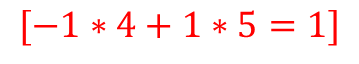 [−1 ∗ 4 + 1 ∗ 5 = 1]